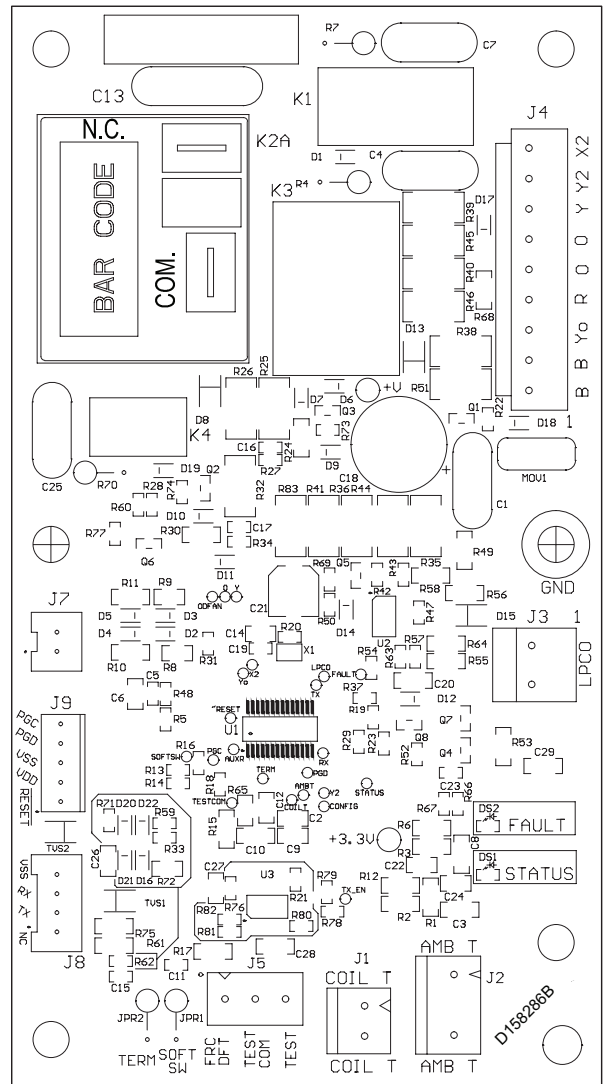 R7
C7
C13
K1
J4
N.C.
K2A
D1
C4
X2
Y2
Y
Y
O
O
R
Yo
B
B
1
BAR CODE
COM.
K3
R4
R39
D17
R45
R40
R46
R68
D13
R38
R51
R26
R25
D8
D7
D6
+V
Q3
R73
R24
D9
Q1
R22
D18
K4
C16
R27
C18
+
C25
R70
D19
Q2
R28
R74
R32
R60
D10
R77
R30
Q6
C17
R34
D11
R83
R41
R36
R44
MOV1
C1
R49
GND
R11
R9
ODFAN
O
Y
C21
R69
Q5
R43
R35
R58
R50
D14
R42
R47
R56
J7
D5
D3
D4
D2
R10
R8
R31
C14
R20
C19
X1
U2
R63
R57
R64
R55
D15
J3
1
LPCO
J9
C6
C5
R48
R5
Yo
X2
LPCO
TX
FAULT
R54
R37
C20
D12
PGC
PGD
VSS
VDD
RESET
RESET
U1
R19
Q7
Q8
R29
R23
R52
Q4
R53
C29
SOFTSW
R16
PGC
AUXR
RX
R13
R14
R18
TERM
PGD
AMBT
TESTCOM
R65
C12
COILT
Y2
CONFIG
STATUS
C23
R66
R67
TVS2
R71
D20
D22
R59
R15
C10
C9
C2
+3.3V
R6
DS2
FAULT
C26
R33
R3
C8
DS1
STATUS
D21
D16
R72
C27
U3
R21
R79
TX_EN
C22
R12
C24
VSS
RX
TX
NC
TVS1
R82
R76
R81
R80
R78
R2
R1
C3
R75
R61
R62
R17
C28
J8
C15
C11
J5
J1
COIL T
AMB T
J2
JPR2
JPR1
TERM
SOFT SW
FRC DFT
TEST COM
TEST
COIL T
AMB T
D158286B